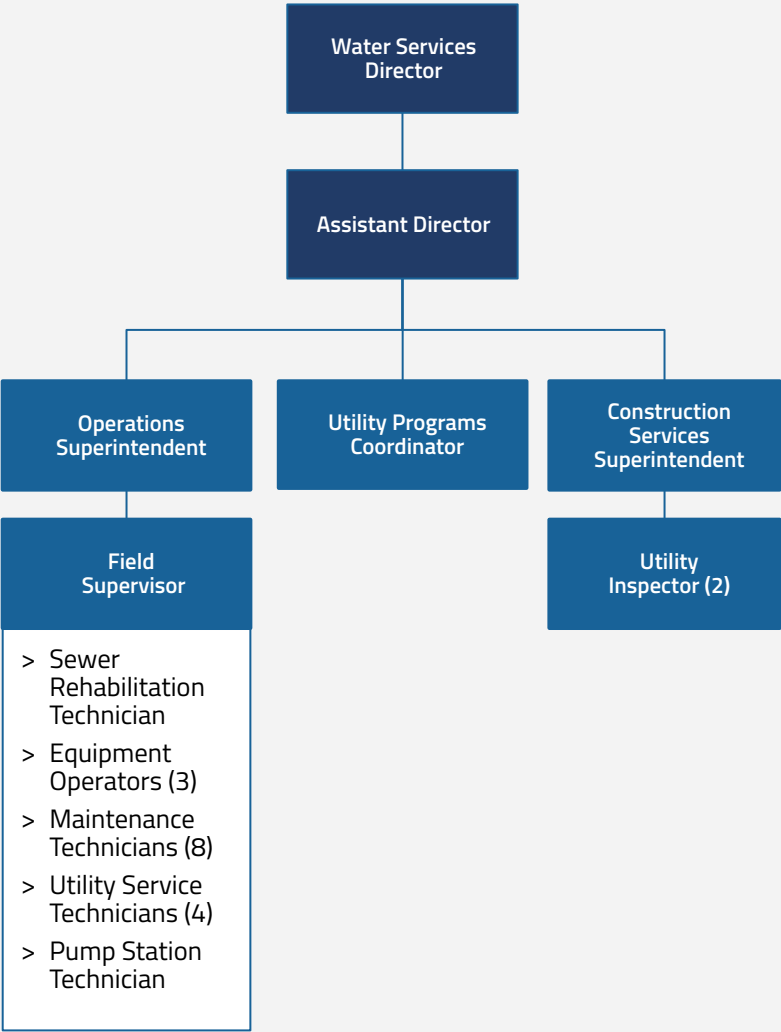 Water Services
Director
Assistant Director
Operations
Superintendent
Utility Programs
Coordinator
Construction
Services
Superintendent
Field
Supervisor
Utility
Inspector (2)
> Sewer
Rehabilitation
Technician
> Equipment
Operators (3)
> Maintenance
Technicians (8)
> Utility Service
Technicians (4)
> Pump Station
Technician